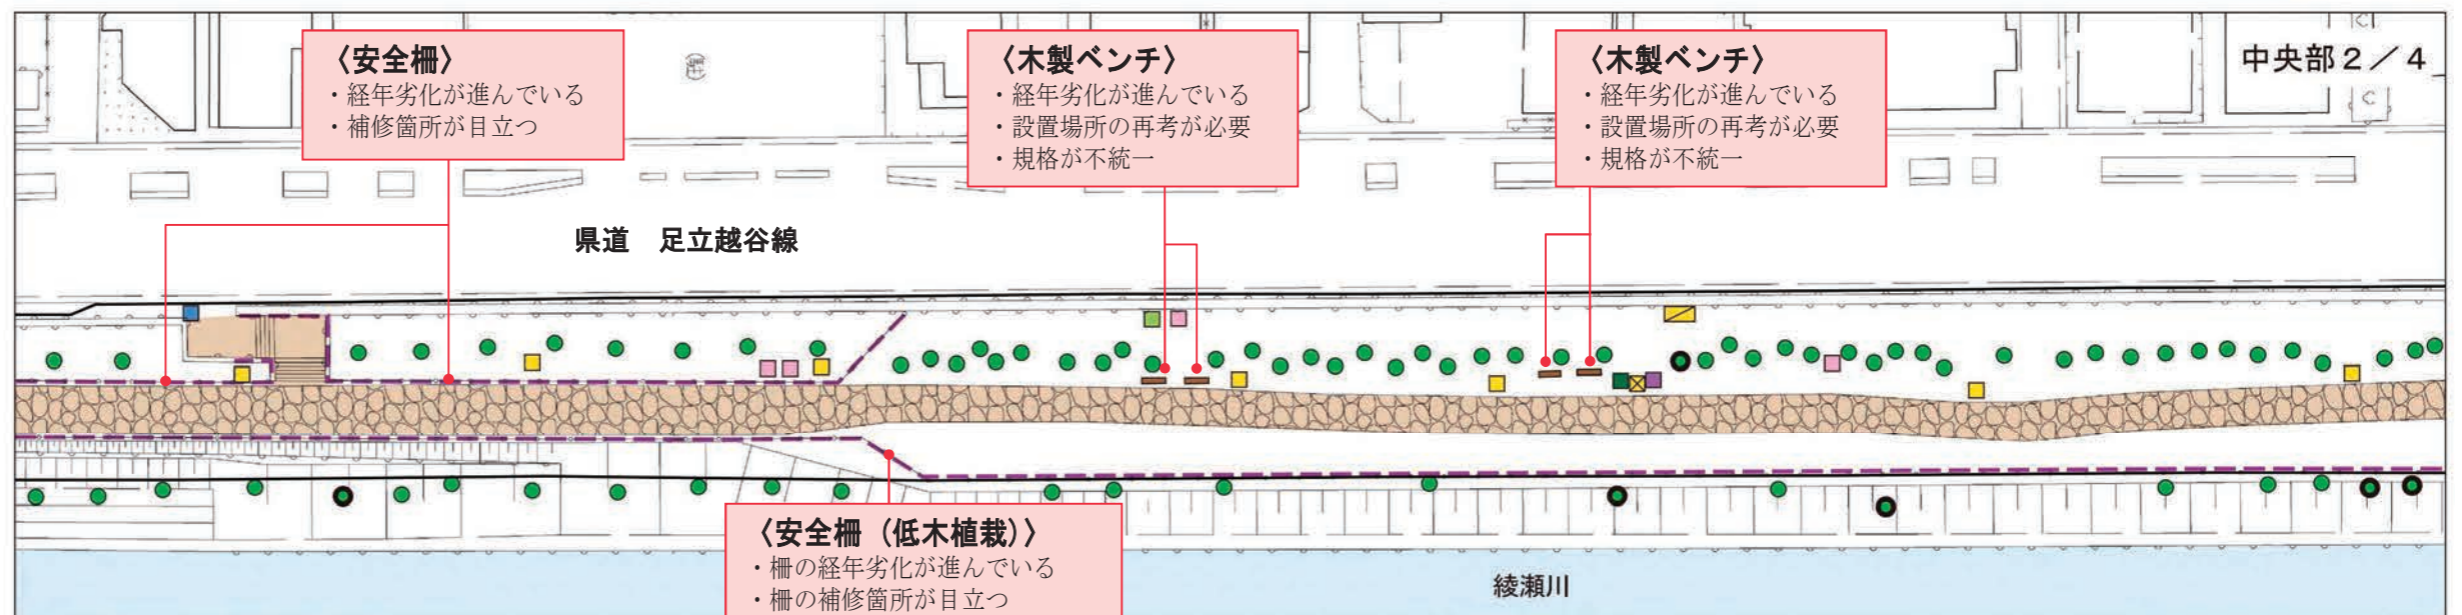 中央部2／4
〈安全柵〉
・経年劣化が進んでいる
・補修箇所が目立つ
〈木製ベンチ〉
・経年劣化が進んでいる
・設置場所の再考が必要
・規格が不統一
〈木製ベンチ〉
・経年劣化が進んでいる
・設置場所の再考が必要
・規格が不統一
県道　足立越谷線
〈安全柵（低木植栽）〉
・柵の経年劣化が進んでいる
・柵の補修箇所が目立つ
綾瀬川